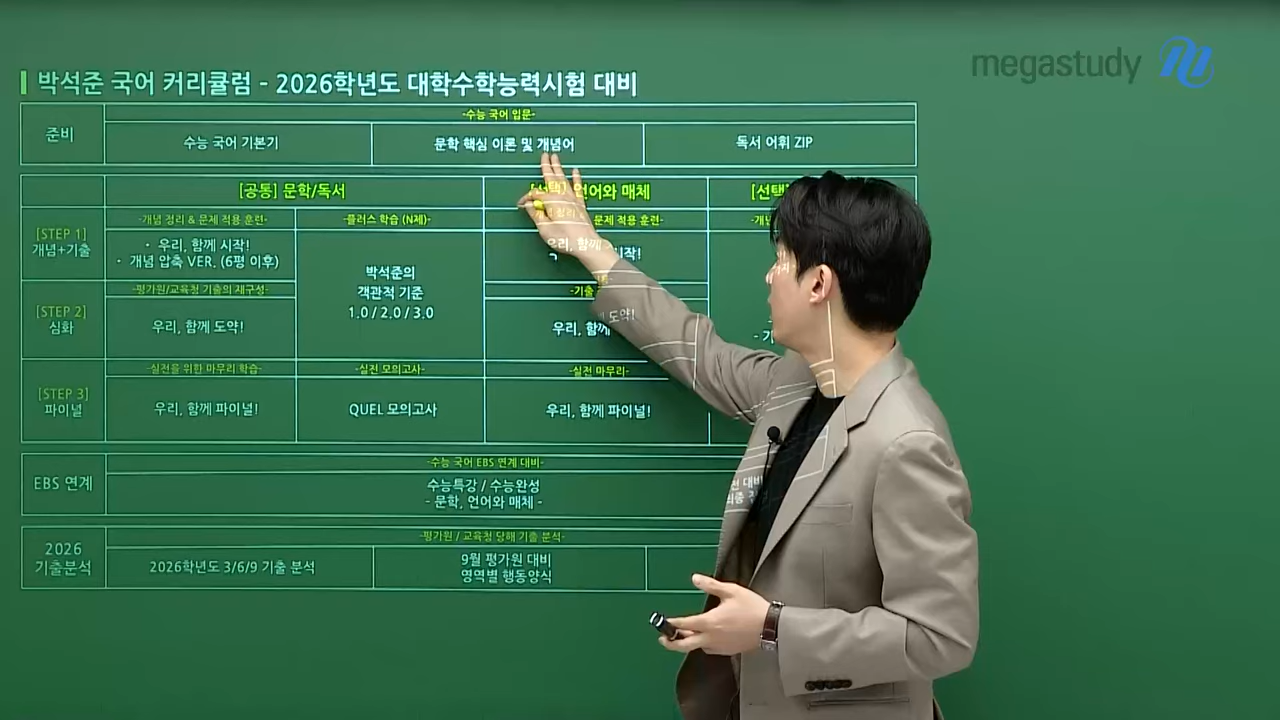 megastudy
박석준 국어 커리큘럼 - 2026학년도 대학수학능력시험 대비
준비
-수능 국어 입문-
수능 국어 기본기
문학 핵심 이론 및 개념어
독서 어휘 ZIP
[공통] 문학/독서
[선택] 언어와 매체
[선택
[STEP 1]
개념+기출
-개념 정리 & 문제 적용 훈련-
· 우리, 함께 시작!
· 개념 압축 VER. (6평 이후)
-플러스 학습 (N제)-
박석준의
객관적 기준
1.0 / 2.0 / 3.0
개념 정리 & 문제 적용 훈련-
우리, 함께 시작!
[STEP 2]
심화
-평가원/교육청 기출의 재구성-
우리, 함께 도약!
-기출
우리, 함께 도약!
[STEP 3]
파이널
-실전을 위한 마무리 학습-
우리, 함께 파이널!
-실전 모의고사-
QUEL 모의고사
-실전 마무리-
우리, 함께 파이널!
EBS 연계
-수능 국어 EBS 연계 대비-
수능특강 / 수능완성
- 문학, 언어와 매체 -
2026
기출분석
-평가원 / 교육청 당해 기출 분석-
2026학년도 3/6/9 기출 분석
9월 평가원 대비
영역별 행동양식